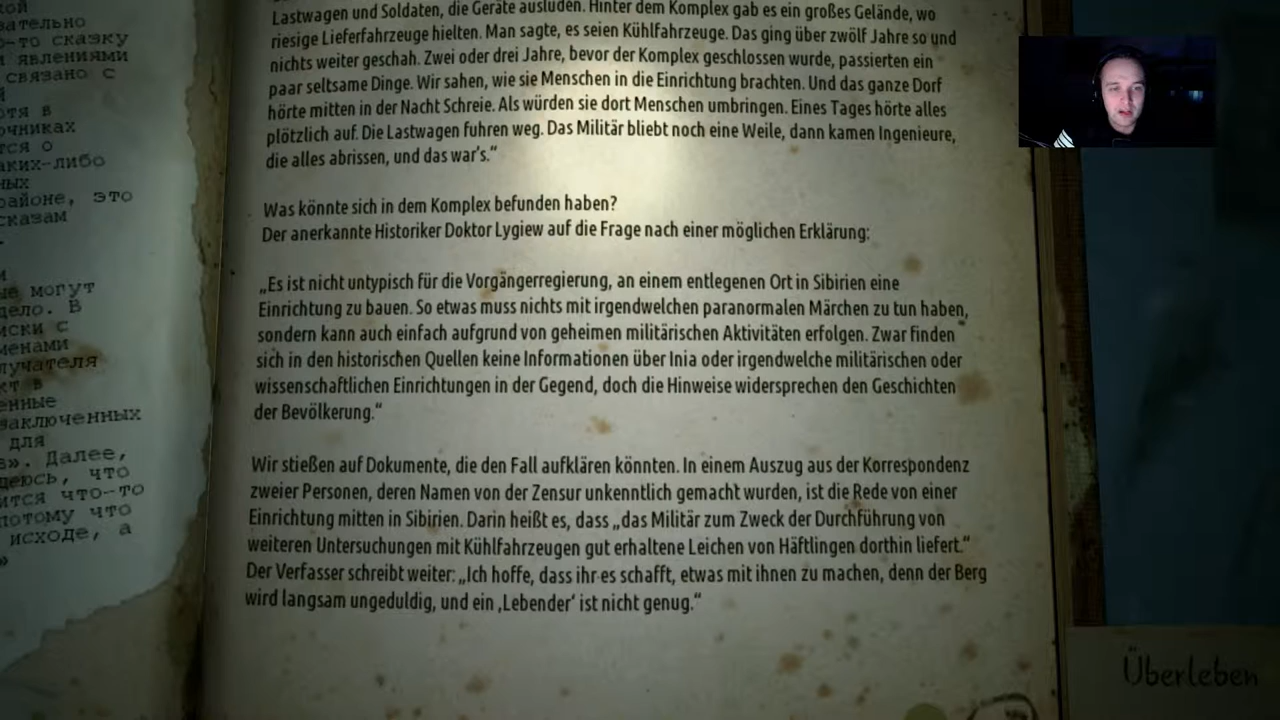 кой
зательно
о-то сказку
и явлениями
связано с
отя в
очниках
тся о
аких-либо
ных
районе, это
сказам
ые могут
дело. В
иски с
менами
лучателя
кт в
енные
заключенных
для
в». Далее,
деюсь, что
ится что-то
потому что
исходе, а
»
Lastwagen und Soldaten, die Geräte ausluden. Hinter dem Komplex gab es ein großes Gelände, wo
riesige Lieferfahrzeuge hielten. Man sagte, es seien Kühlfahrzeuge. Das ging über zwölf Jahre so und
nichts weiter geschah. Zwei oder drei Jahre, bevor der Komplex geschlossen wurde, passierten ein
paar seltsame Dinge. Wir sahen, wie sie Menschen in die Einrichtung brachten. Und das ganze Dorf
hörte mitten in der Nacht Schreie. Als würden sie dort Menschen umbringen. Eines Tages hörte alles
plötzlich auf. Die Lastwagen fuhren weg. Das Militär bliebt noch eine Weile, dann kamen Ingenieure,
die alles abrissen, und das war's.“
Was könnte sich in dem Komplex befunden haben?
Der anerkannte Historiker Doktor Lygiew auf die Frage nach einer möglichen Erklärung:
„Es ist nicht untypisch für die Vorgängerregierung, an einem entlegenen Ort in Sibirien eine
Einrichtung zu bauen. So etwas muss nichts mit irgendwelchen paranormalen Märchen zu tun haben,
sondern kann auch einfach aufgrund von geheimen militärischen Aktivitäten erfolgen. Zwar finden
sich in den historischen Quellen keine Informationen über Inia oder irgendwelche militärischen oder
wissenschaftlichen Einrichtungen in der Gegend, doch die Hinweise widersprechen den Geschichten
der Bevölkerung.“
Wir stießen auf Dokumente, die den Fall aufklären könnten. In einem Auszug aus der Korrespondenz
zweier Personen, deren Namen von der Zensur unkenntlich gemacht wurden, ist die Rede von einer
Einrichtung mitten in Sibirien. Darin heißt es, dass „das Militär zum Zweck der Durchführung von
weiteren Untersuchungen mit Kühlfahrzeugen gut erhaltene Leichen von Häftlingen dorthin liefert.“
Der Verfasser schreibt weiter: „Ich hoffe, dass ihr es schafft, etwas mit ihnen zu machen, denn der Berg
wird langsam ungeduldig, und ein ‚Lebender‘ ist nicht genug.“
Überleben